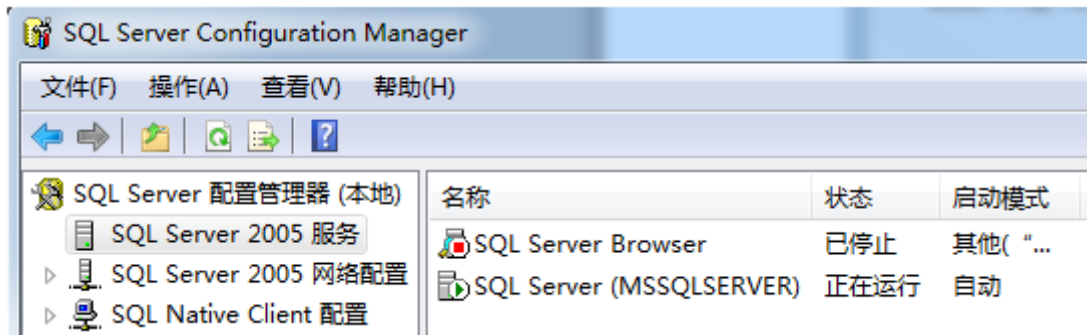 SQL Server Configuration Manager
文件(F) 操作(A) 查看(V) 帮助(H)
SQL Server 配置管理器 (本地)
SQL Server 2005 服务
SQL Server 2005 网络配置
SQL Native Client 配置
名称 状态 启动模式
SQL Server Browser 已停止 其他( “...
SQL Server (MSSQLSERVER) 正在运行 自动